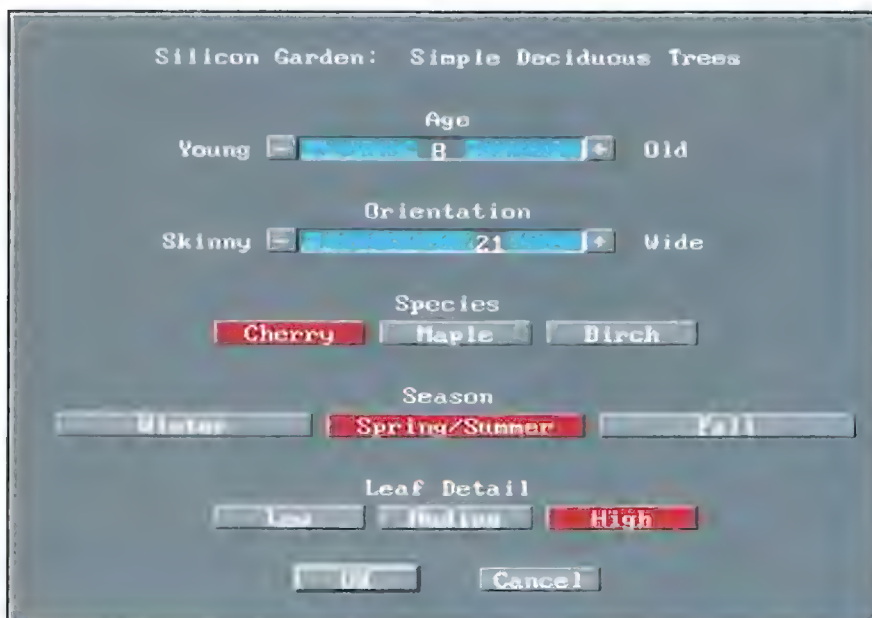 Silicon Garden: Simple Deciduous Trees
Age
Young - 8 + Old
Orientation
Skinny - 21 + Wide
Species
Cherry Maple Birch
Season
Winter Spring/Summer Fall
Leaf Detail
Low Medium High
OK Cancel